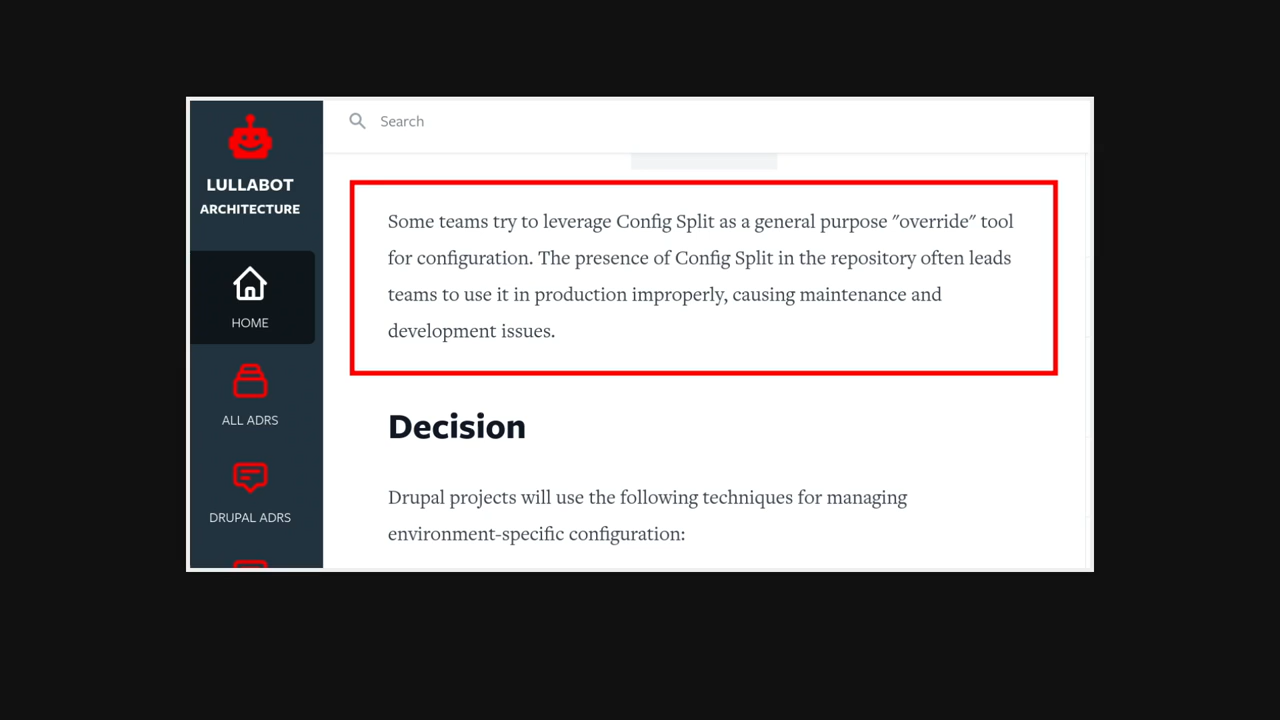 LULLABOT
ARCHITECTURE
HOME
ALL ADRS
DRUPAL ADRS
Search
Some teams try to leverage Config Split as a general purpose "override" tool
for configuration. The presence of Config Split in the repository often leads
teams to use it in production improperly, causing maintenance and
development issues.
Decision
Drupal projects will use the following techniques for managing
environment-specific configuration: